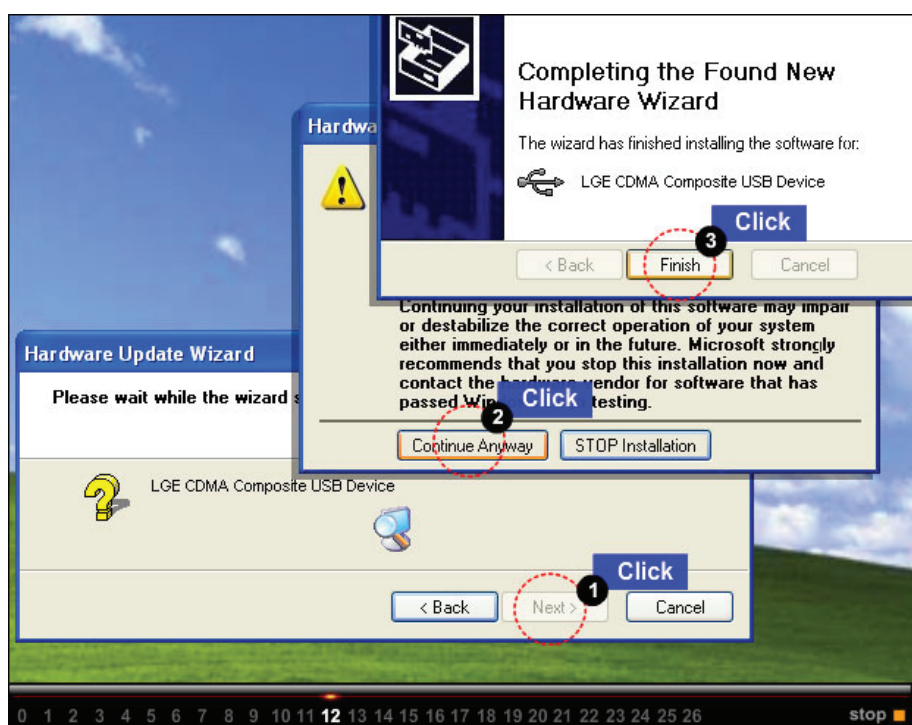 Completing the Found New
Hardware Wizard
The wizard has finished installing the software for:
LGE CDMA Composite USB Device
Click
3
< Back
Finish
Cancel
Hardwa
Continuing your installation of this software may impair
or destabilize the correct operation of your system
either immediately or in the future. Microsoft strongly
recommends that you stop this installation now and
contact the hardware vendor for software that has
passed Win testing.
Click
2
Continue Anyway
STOP Installation
Hardware Update Wizard
Please wait while the wizard s
LGE CDMA Composite USB Device
Click
1
< Back
Next >
Cancel
0 1 2 3 4 5 6 7 8 9 10 11 12 13 14 15 16 17 18 19 20 21 22 23 24 25 26 stop